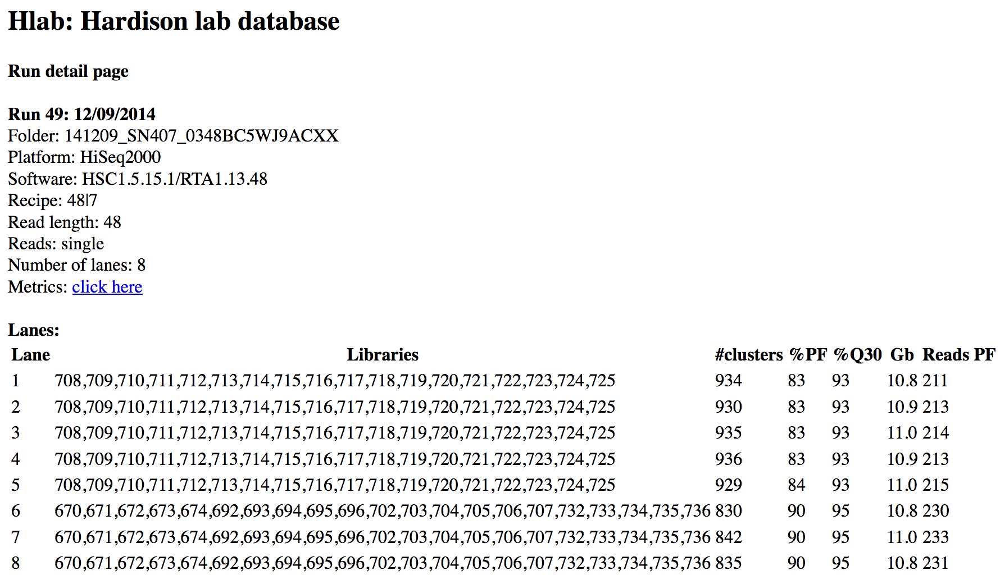 Hlab: Hardison lab database
Run detail page
Run 49: 12/09/2014
Folder: 141209_SN407_0348BC5WJ9ACXX
Platform: HiSeq2000
Software: HSC1.5.15.1/RTA1.13.48
Recipe: 48|7
Read length: 48
Reads: single
Number of lanes: 8
Metrics: click here
Lanes:
Lane Libraries #clusters %PF %Q30 Gb Reads PF
1 708,709,710,711,712,713,714,715,716,717,718,719,720,721,722,723,724,725 934 83 93 10.8 211
2 708,709,710,711,712,713,714,715,716,717,718,719,720,721,722,723,724,725 930 83 93 10.9 213
3 708,709,710,711,712,713,714,715,716,717,718,719,720,721,722,723,724,725 935 83 93 11.0 214
4 708,709,710,711,712,713,714,715,716,717,718,719,720,721,722,723,724,725 936 83 93 10.9 213
5 708,709,710,711,712,713,714,715,716,717,718,719,720,721,722,723,724,725 929 84 93 11.0 215
6 670,671,672,673,674,692,693,694,695,696,702,703,704,705,706,707,732,733,734,735,736 830 90 95 10.8 230
7 670,671,672,673,674,692,693,694,695,696,702,703,704,705,706,707,732,733,734,735,736 842 90 95 11.0 233
8 670,671,672,673,674,692,693,694,695,696,702,703,704,705,706,707,732,733,734,735,736 835 90 95 10.8 231